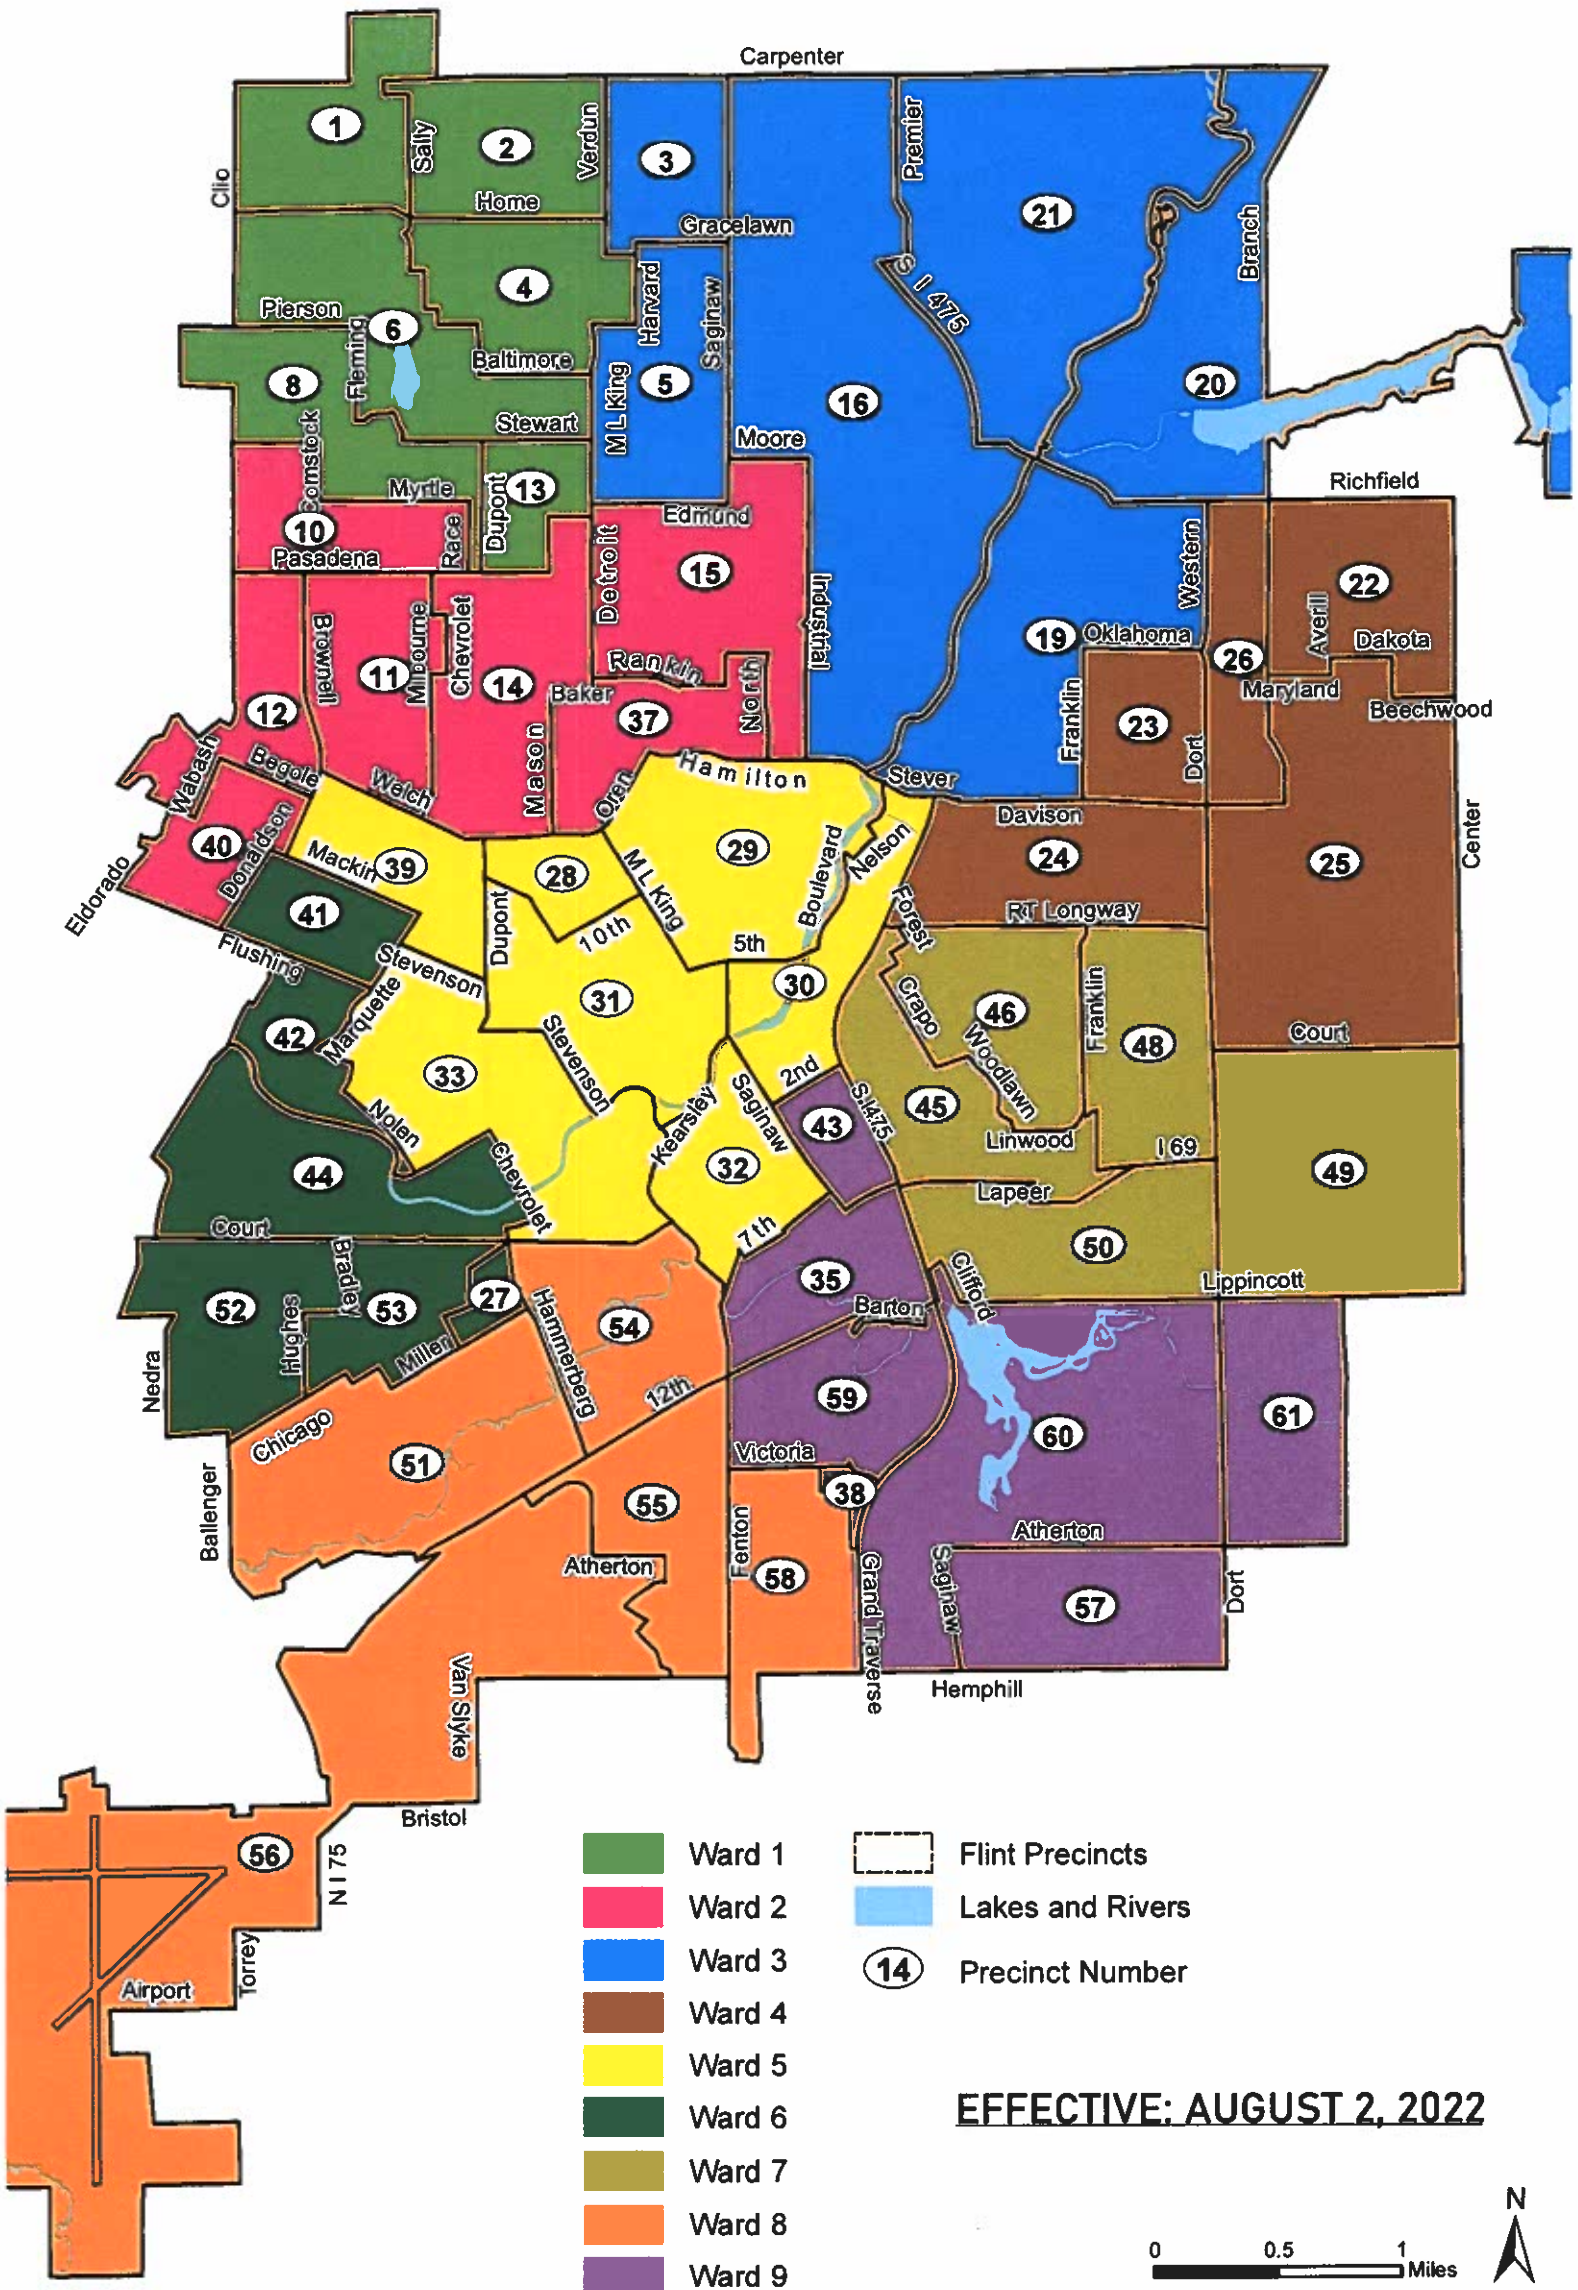 Carpenter
1
Sally
2
Verdun
3
Premier
Clio
Home
21
Gracelawn
Branch
4
Harvard
Saginaw
S I 475
Pierson
6
Fleming
Baltimore
8
M L King
5
16
20
Comstock
Stewart
Moore
Myrtle
13
Dupont
Richfield
10
Race
Edmund
Pasadena
Detroit
15
Western
22
Industrial
Brownell
Milbourne
Chevrolet
19
Oklahoma
Averill
Dakota
26
11
14
Rankin
North
Maryland
Baker
12
37
Franklin
23
Beechwood
Wabash
Begole
Welch
Mason
Oren
Hamilton
Stever
Dort
40
Donaldson
Mackin
39
28
29
Boulevard
Nelson
Davison
24
25
Center
Eldorado
41
M L King
Forest
RT Longway
Flushing
Stevenson
Dupont
10th
5th
30
31
Crapo
46
Franklin
42
Marquette
Stevenson
Woodlawn
48
Court
33
2nd
Saginaw
S I475
45
Nolen
Kearsley
43
Linwood
I 69
44
Chevrolet
32
Lapeer
49
Court
7th
50
Bradley
Clifford
Lippincott
52
Hughes
53
27
Hammerberg
54
35
Barton
Miller
Nedra
12th
59
60
61
Chicago
51
Victoria
38
Ballenger
55
Fenton
Atherton
Atherton
58
Grand Traverse
Saginaw
57
Dort
Van Slyke
Hemphill
Bristol
56
N I 75
Torrey
Airport
Ward 1
Ward 2
Ward 3
Ward 4
Ward 5
Ward 6
Ward 7
Ward 8
Ward 9
Flint Precincts
Lakes and Rivers
14 Precinct Number
EFFECTIVE: AUGUST 2, 2022
N
0 0.5 1
Miles